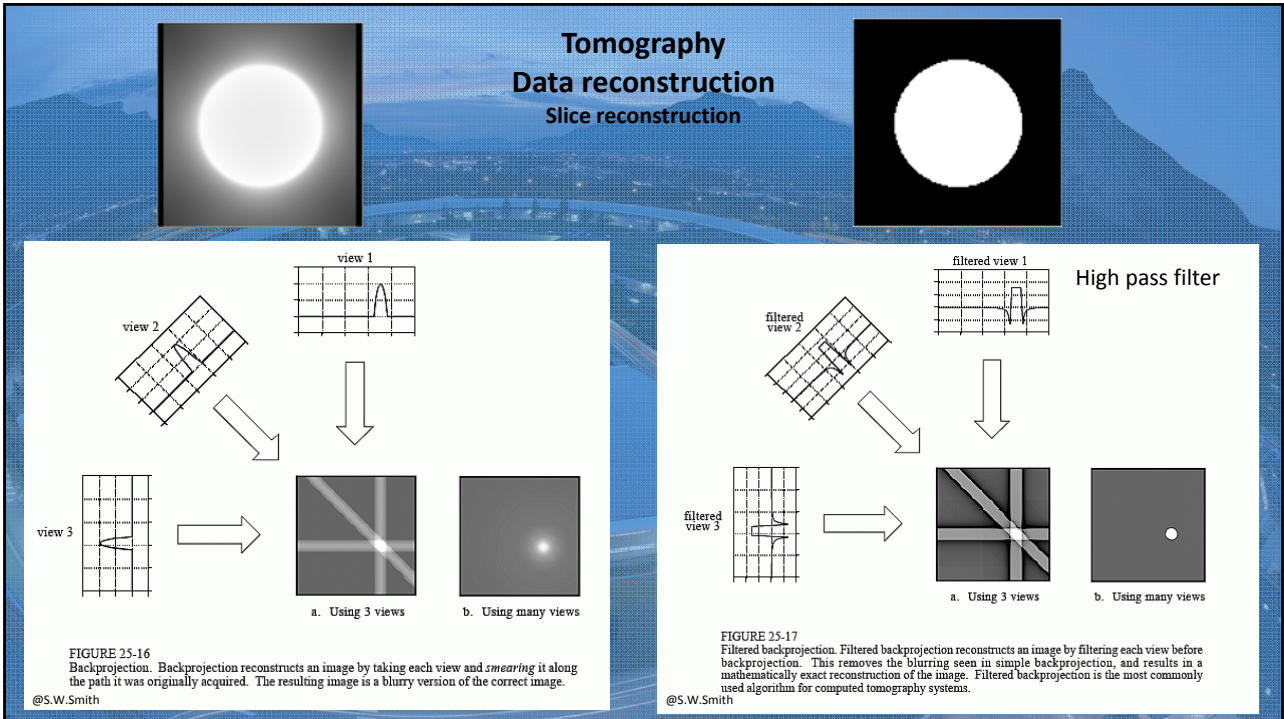 Tomography
Data reconstruction
Slice reconstruction
view 1
view 2
view 3
a. Using 3 views
b. Using many views
FIGURE 25-16
Backprojection. Backprojection reconstructs an image by taking each view and smearing it along
the path it was originally acquired. The resulting image is a blurry version of the correct image.
@S.W.Smith
filtered view 1
High pass filter
filtered
view 2
filtered
view 3
a. Using 3 views
b. Using many views
FIGURE 25-17
Filtered backprojection. Filtered backprojection reconstructs an image by filtering each view before
backprojection. This removes the blurring seen in simple backprojection, and results in a
mathematically exact reconstruction of the image. Filtered backprojection is the most commonly
used algorithm for computed tomography systems.
@S.W.Smith